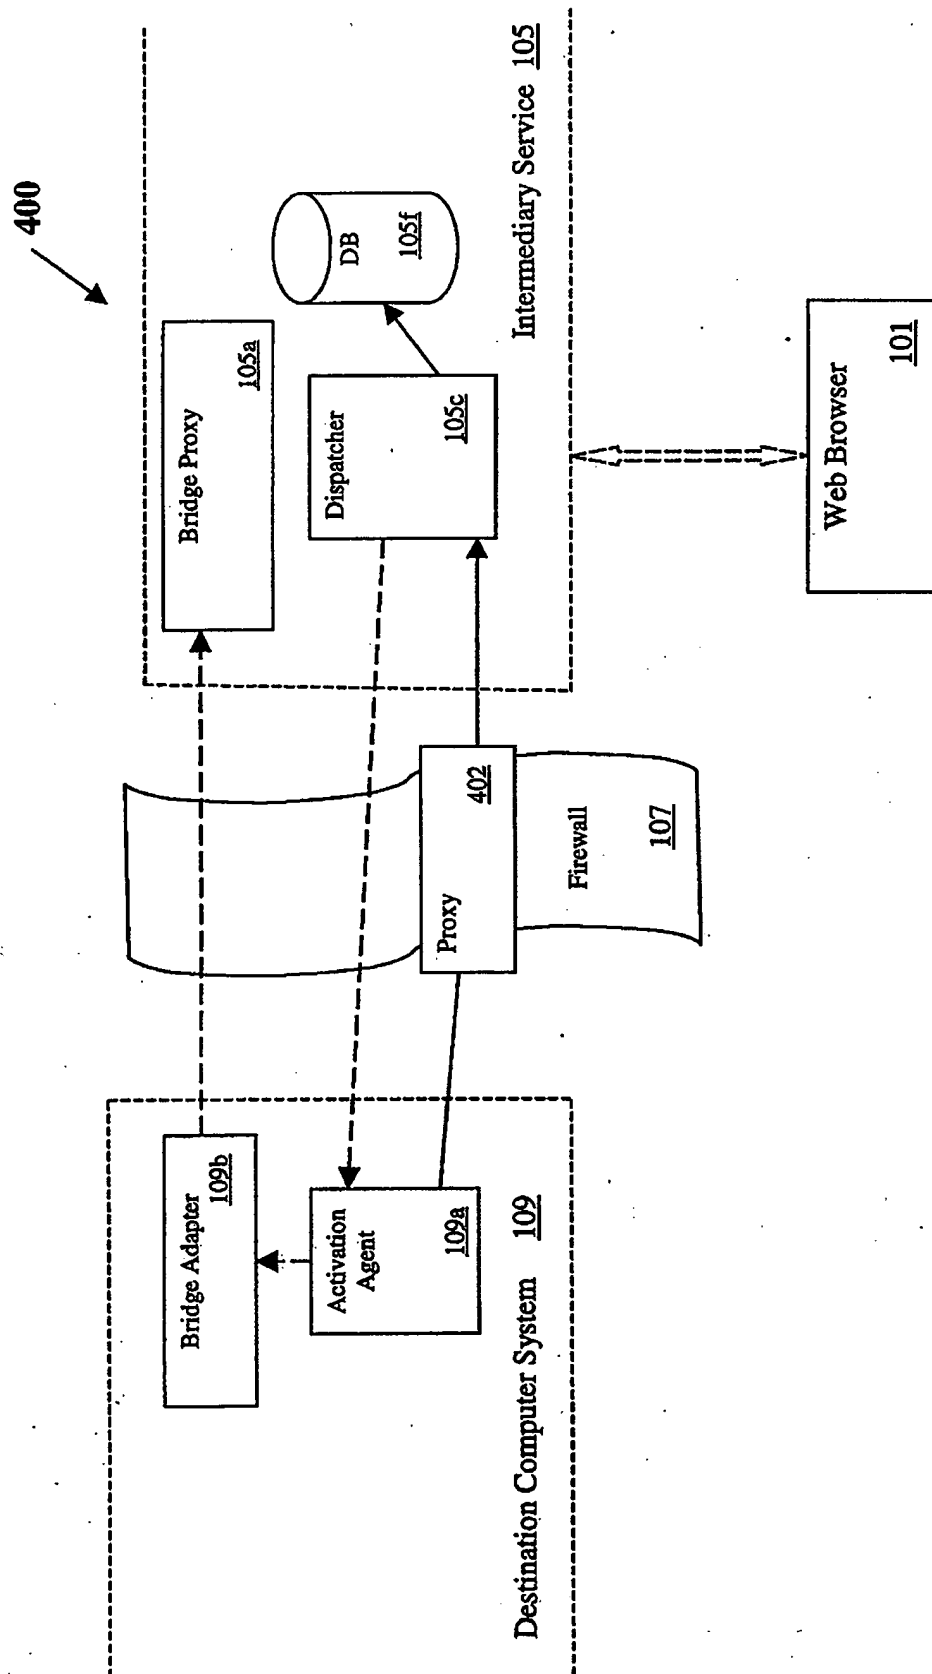 400
Bridge Adapter
109b
Activation
Agent
109a
Destination Computer System 109
Proxy
402
Firewall
107
Bridge Proxy
105a
Dispatcher
105c
DB
105f
Intermediary Service 105
Web Browser
101